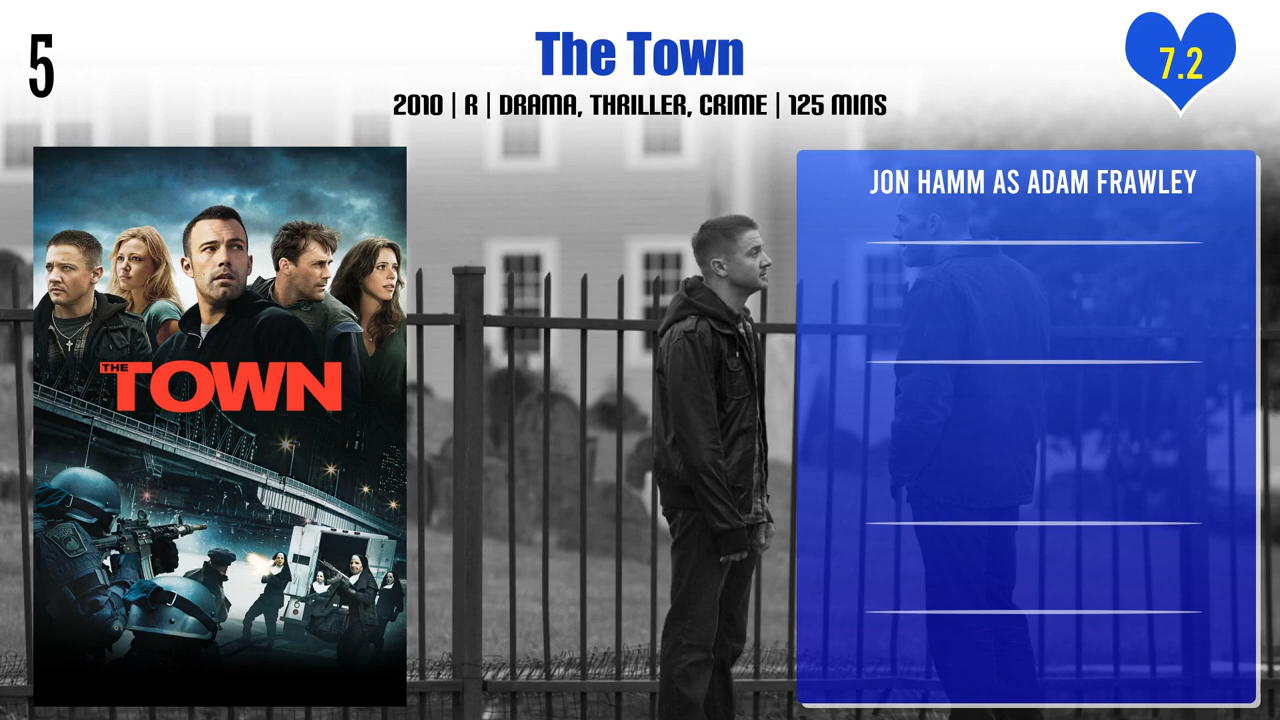 5
The Town
7.2
2010 | R | DRAMA, THRILLER, CRIME | 125 MINS
JON HAMM AS ADAM FRAWLEY
THE
TOWN